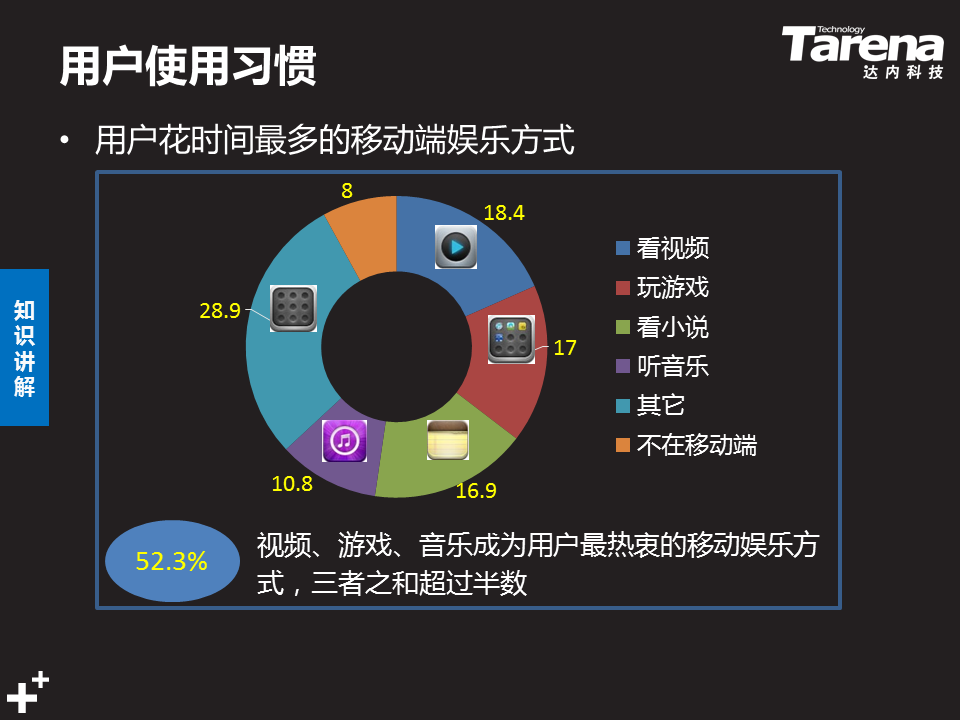 用户使用习惯
Technology
Tarena
达内科技
• 用户花时间最多的移动端娱乐方式
8
18.4
28.9
17
10.8
16.9
看视频
玩游戏
看小说
听音乐
其它
不在移动端
知
识
讲
解
52.3%
视频、游戏、音乐成为用户最热衷的移动娱乐方
式，三者之和超过半数